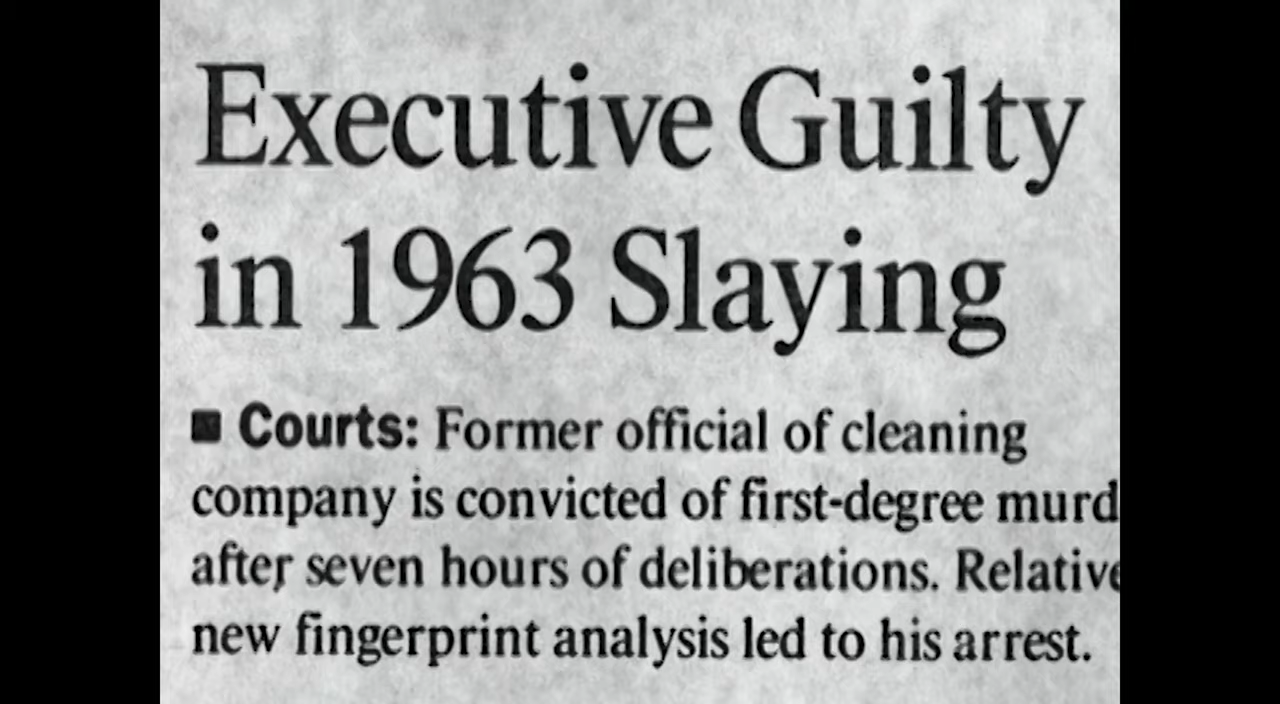 Executive Guilty
in 1963 Slaying
■ Courts: Former official of cleaning
company is convicted of first-degree murd
after seven hours of deliberations. Relative
new fingerprint analysis led to his arrest.